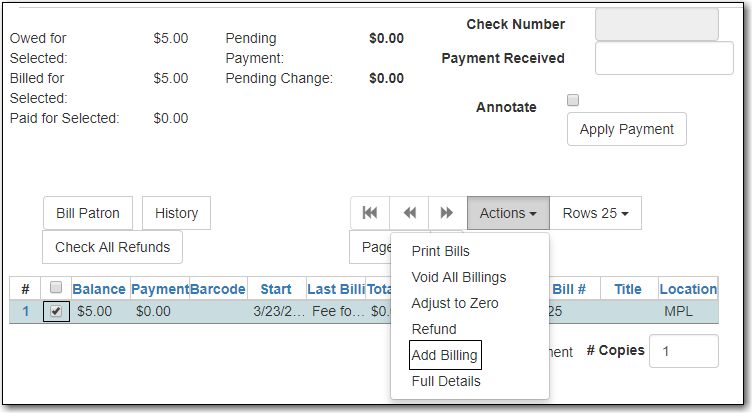 Check Number
Owed for Selected: $5.00 Pending Payment: $0.00
Payment Received
Billed for Selected: $5.00 Pending Change: $0.00
Paid for Selected: $0.00
Annotate
Apply Payment
Bill Patron History Actions Rows 25
Check All Refunds Page
Print Bills
Void All Billings
Adjust to Zero
Refund
Add Billing
Full Details
# Balance Payment Barcode Start Last Billi Tota Bill # Title Location
1 $5.00 $0.00 3/23/2... Fee fo... $0. 25 MPL
ment # Copies 1